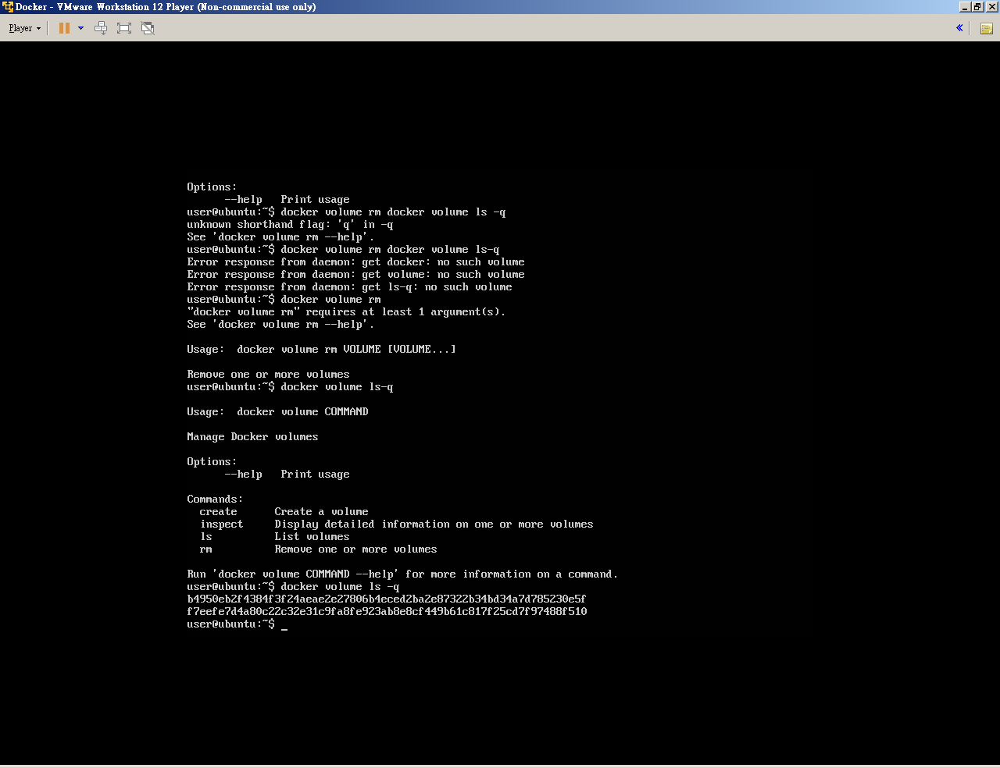 Docker - VMware Workstation 12 Player (Non-commercial use only)
Player
Options:
--help Print usage
user@ubuntu:~$ docker volume rm docker volume ls -q
unknown shorthand flag: 'q' in -q
See 'docker volume rm --help'.
user@ubuntu:~$ docker volume rm docker volume ls-q
Error response from daemon: get docker: no such volume
Error response from daemon: get volume: no such volume
Error response from daemon: get ls-q: no such volume
user@ubuntu:~$ docker volume rm
"docker volume rm" requires at least 1 argument(s).
See 'docker volume rm --help'.
Usage: docker volume rm VOLUME [VOLUME...]
Remove one or more volumes
user@ubuntu:~$ docker volume ls-q
Usage: docker volume COMMAND
Manage Docker volumes
Options:
--help Print usage
Commands:
create Create a volume
inspect Display detailed information on one or more volumes
ls List volumes
rm Remove one or more volumes
Run 'docker volume COMMAND --help' for more information on a command.
user@ubuntu:~$ docker volume ls -q
b4950eb2f4384f3f24aeae2e27806b4eced2ba2e87322b34bd34a7d785230e5f
f7eefe7d4a80c22c32e31c9fa8fe923ab8e8cf449b61c817f25cd7f97488f510
user@ubuntu:~$ _